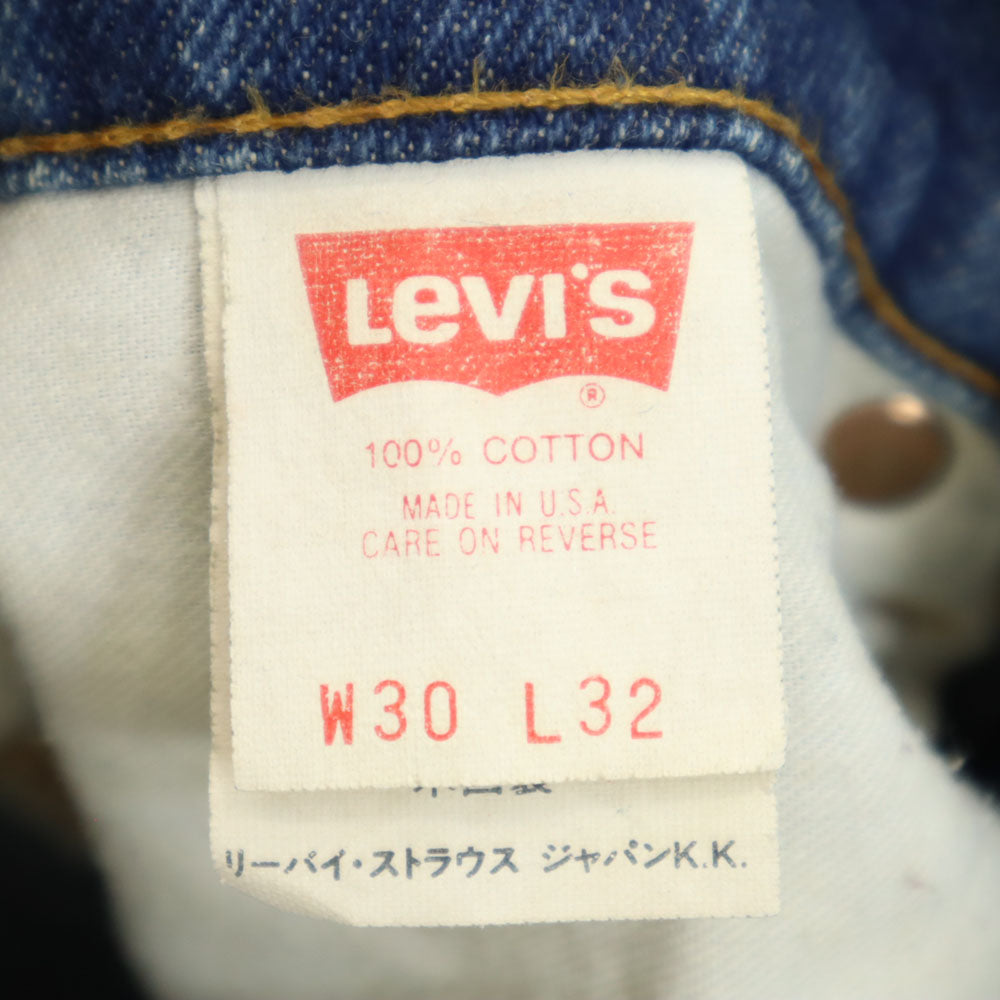 Levi's
®
100% COTTON
MADE IN U.S.A.
CARE ON REVERSE
W30 L32
リーバイ・ストラウス ジャパンK.K.